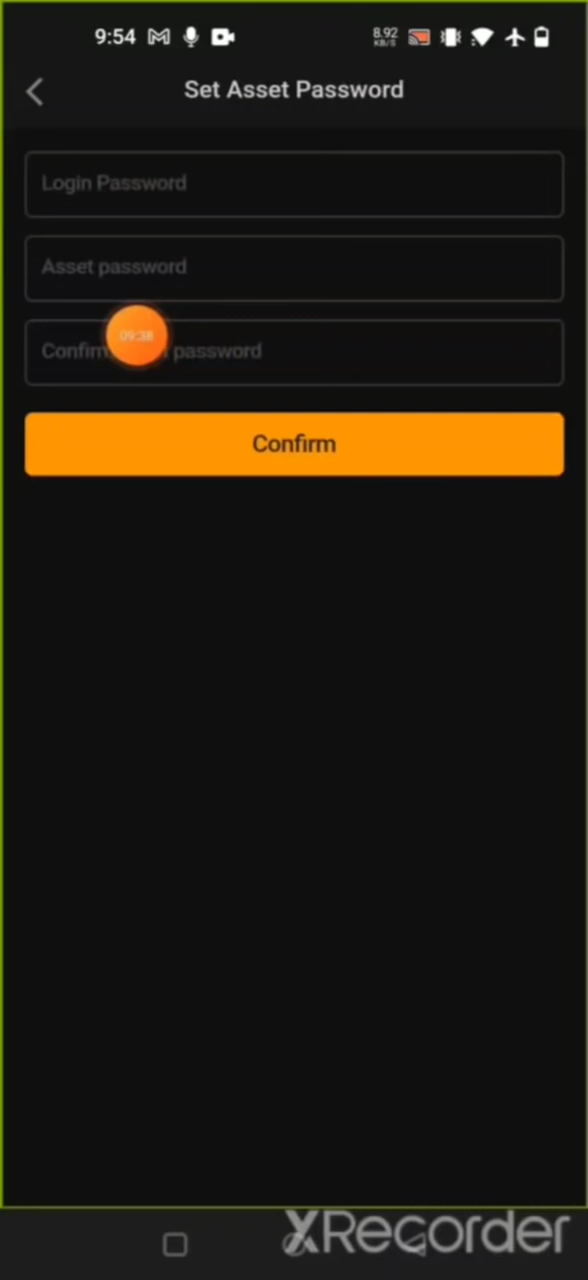 9:54
8.92
KB/S
Set Asset Password
Login Password
Asset password
09:38
Confirm password
Confirm
XRecorder